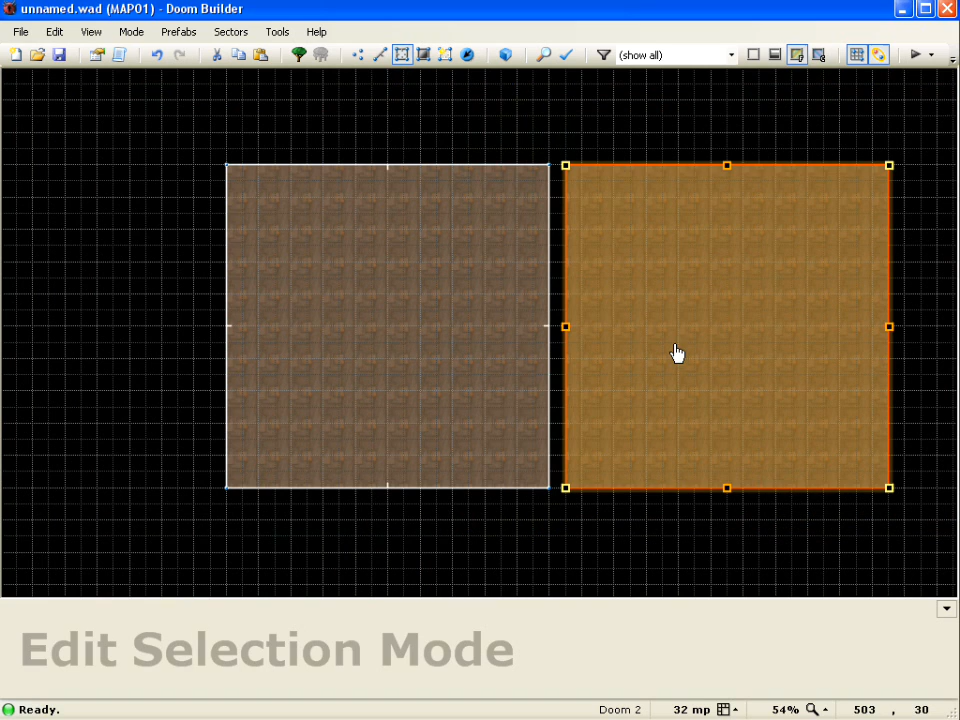 unnamed.wad (MAP01) - Doom Builder
File Edit View Mode Prefabs Sectors Tools Help
(show all)
Edit Selection Mode
Ready. Doom 2 32 mp 54% 503 , 30